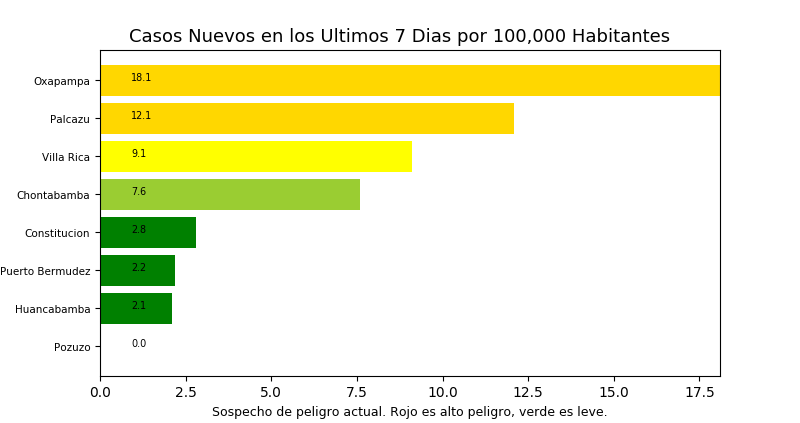 Casos Nuevos en los Ultimos 7 Dias por 100,000 Habitantes
Oxapampa 18.1
Palcazu 12.1
Villa Rica 9.1
Chontabamba 7.6
Constitucion 2.8
Puerto Bermudez 2.2
Huancabamba 2.1
Pozuzo 0.0
0.0 2.5 5.0 7.5 10.0 12.5 15.0 17.5
Sospecho de peligro actual. Rojo es alto peligro, verde es leve.